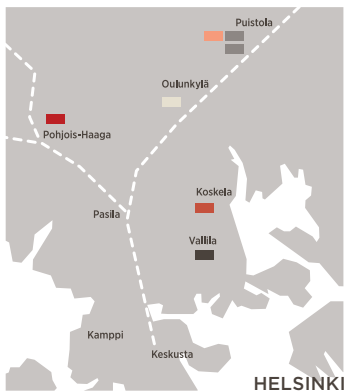 Puistola
Oulunkylä
Pohjois-Haaga
Koskela
Pasila
Vallila
Kamppi
Keskusta
HELSINKI